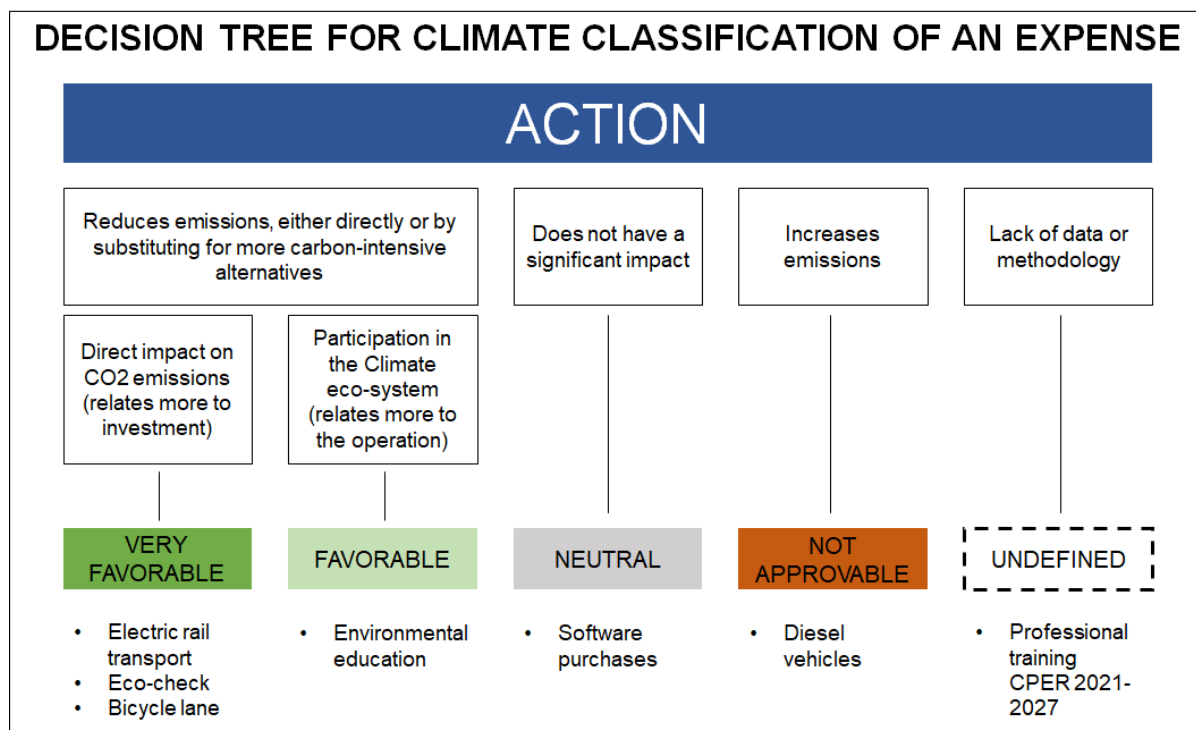 DECISION TREE FOR CLIMATE CLASSIFICATION OF AN EXPENSE
ACTION
Reduces emissions, either directly or by
substituting for more carbon-intensive
alternatives
Does not have a
significant impact
Increases
emissions
Lack of data or
methodology
Direct impact on
CO2 emissions
(relates more to
investment)
Participation in
the Climate
eco-system
(relates more to
the operation)
VERY
FAVORABLE
FAVORABLE
NEUTRAL
NOT
APPROVABLE
UNDEFINED
• Electric rail
transport
• Eco-check
• Bicycle lane
• Environmental
education
• Software
purchases
• Diesel
vehicles
• Professional
training
CPER 2021-
2027